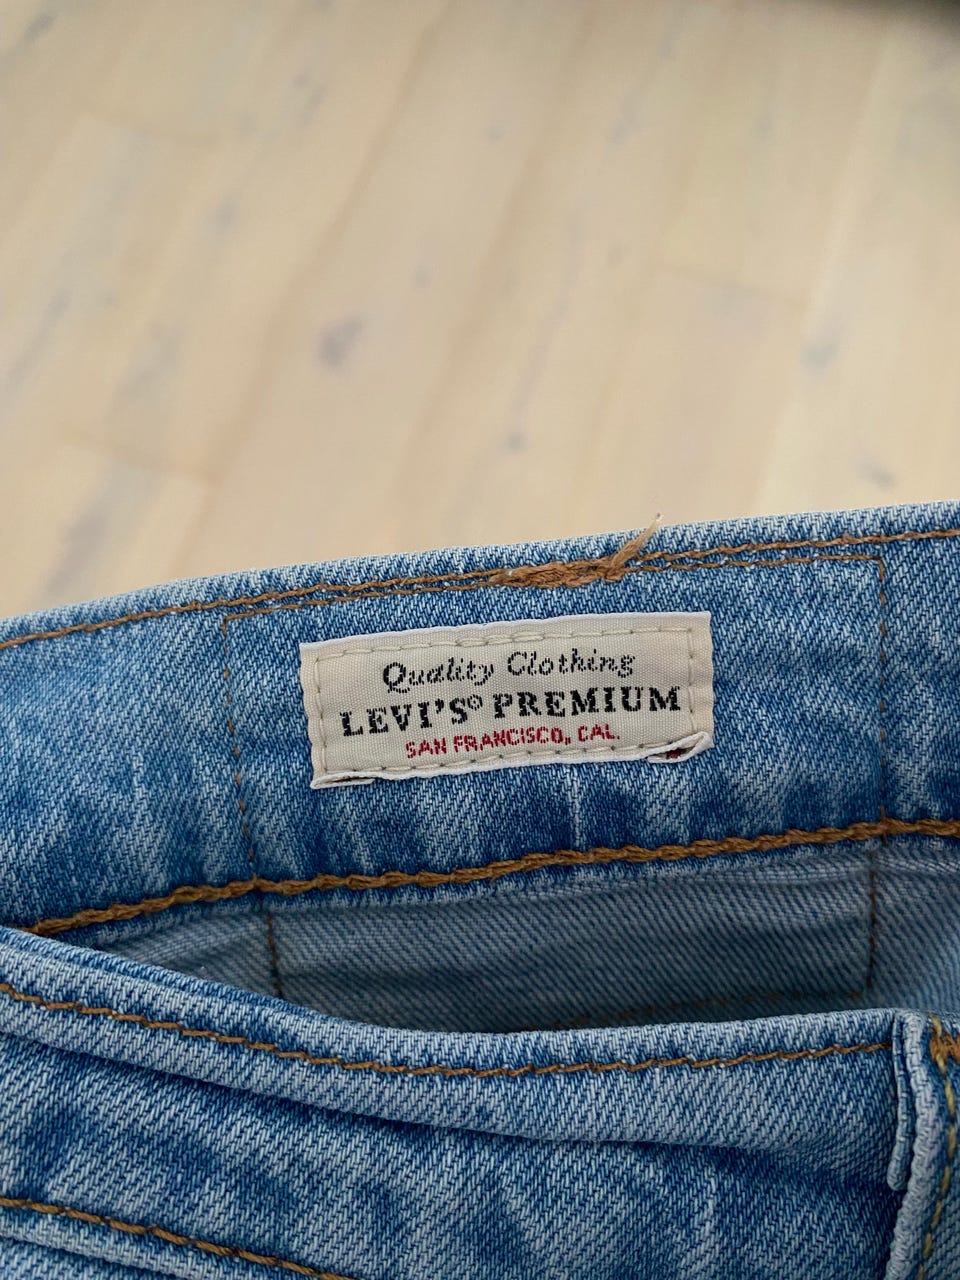 Quality Clothing
LEVI'S® PREMIUM
SAN FRANCISCO, CAL.